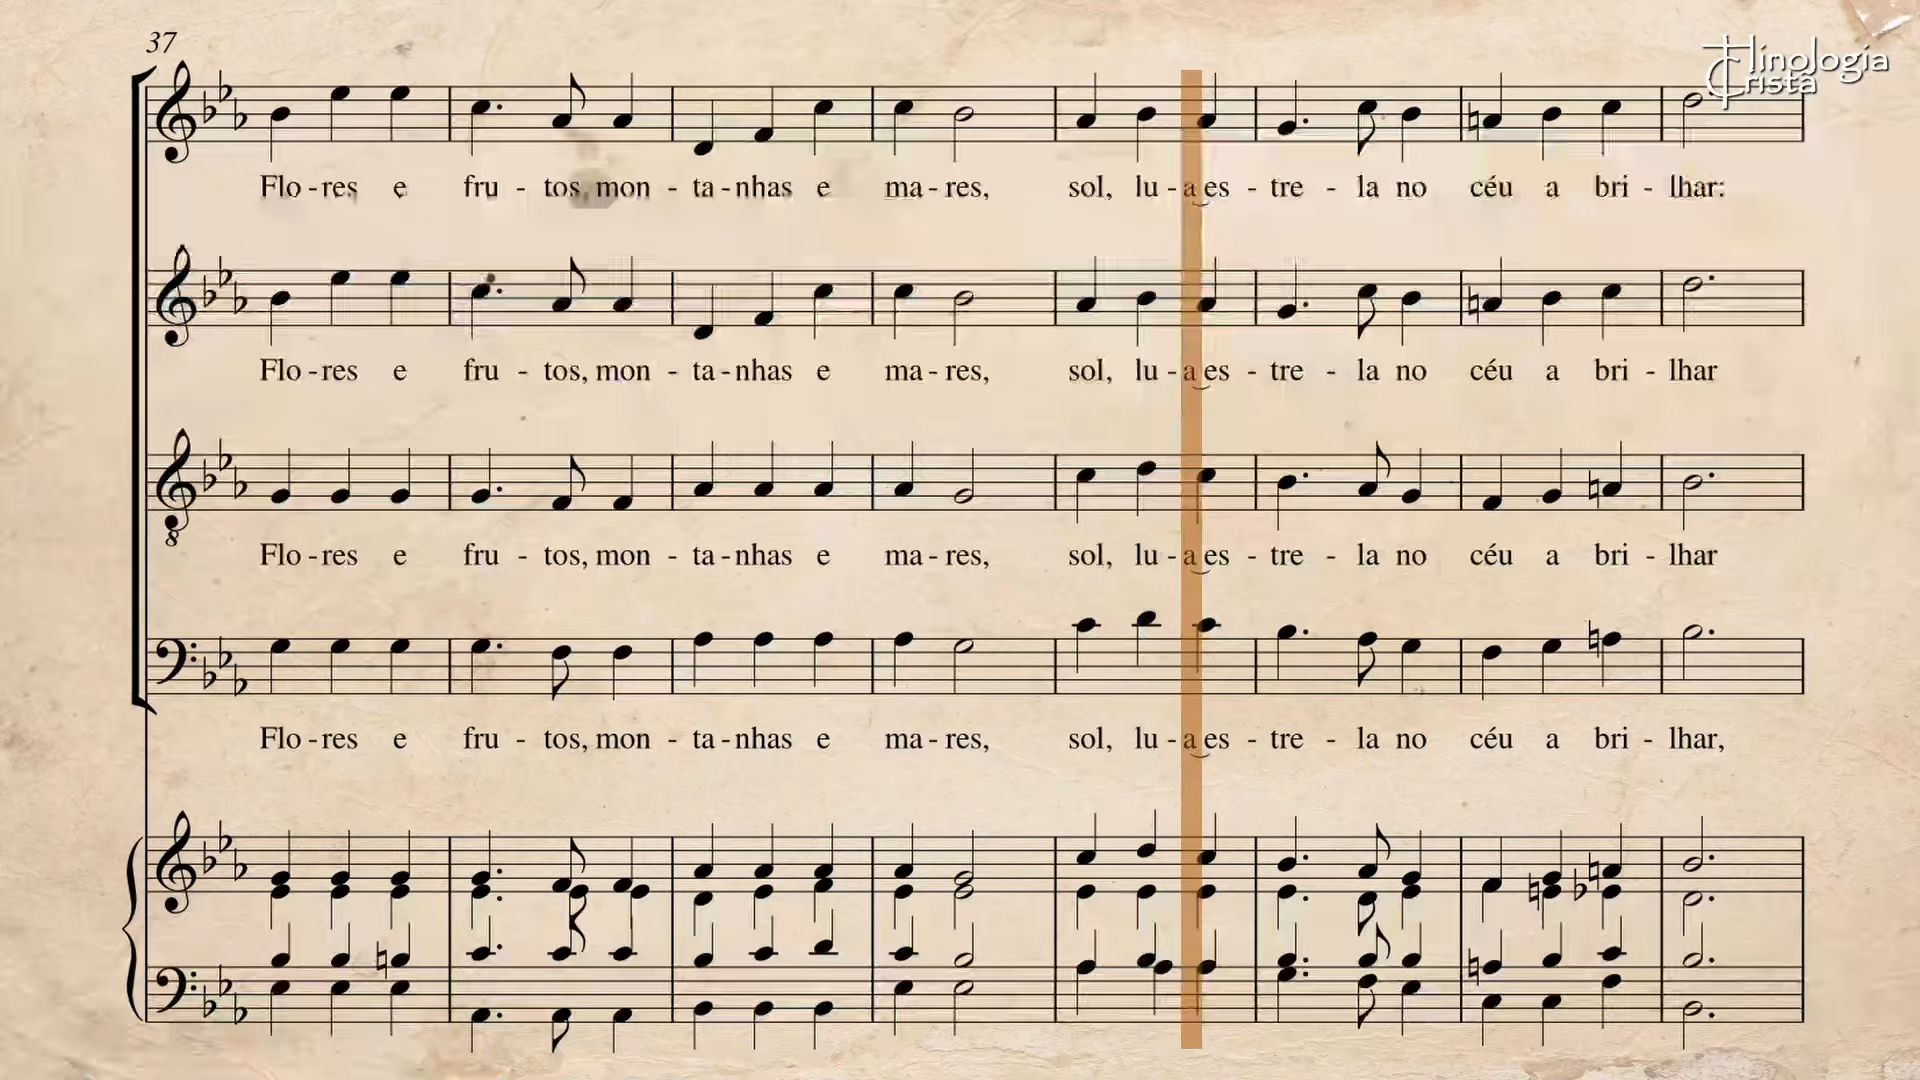 37
Hinologia
Cristã
Flo - res e fru - tos, mon - ta - nhas e ma - res, sol, lu - a es - tre - la no céu a bri - lhar:
Flo - res e fru - tos, mon - ta - nhas e ma - res, sol, lu - a es - tre - la no céu a bri - lhar
8
Flo - res e fru - tos, mon - ta - nhas e ma - res, sol, lu - a es - tre - la no céu a bri - lhar
Flo - res e fru - tos, mon - ta - nhas e ma - res, sol, lu - a es - tre - la no céu a bri - lhar,